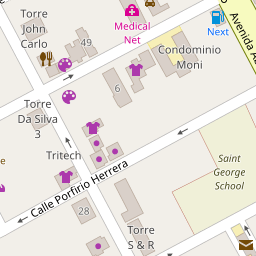 Torre
John
Carlo
49
Medical
Net
Condominio
Moni
Next
Avenida A
6
Torre
Da Silva
3
Tritech
Calle Porfirio Herrera
Saint
George
School
28
Torre
S & R